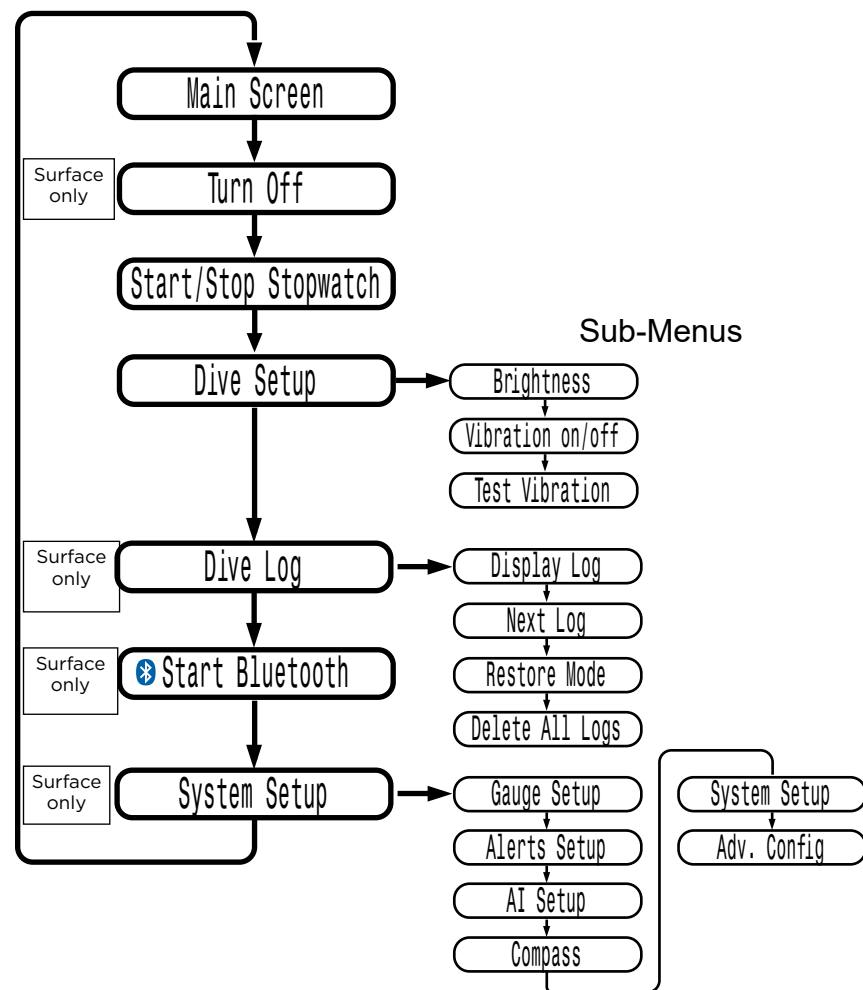 Main Screen
Surface
only
Turn Off
Start/Stop Stopwatch
Sub-Menus
Dive Setup
Brightness
Vibration on/off
Test Vibration
Surface
only
Dive Log
Display Log
Next Log
Restore Mode
Delete All Logs
Surface
only
Start Bluetooth
Surface
only
System Setup
Gauge Setup
Alerts Setup
AI Setup
Compass
System Setup
Adv. Config